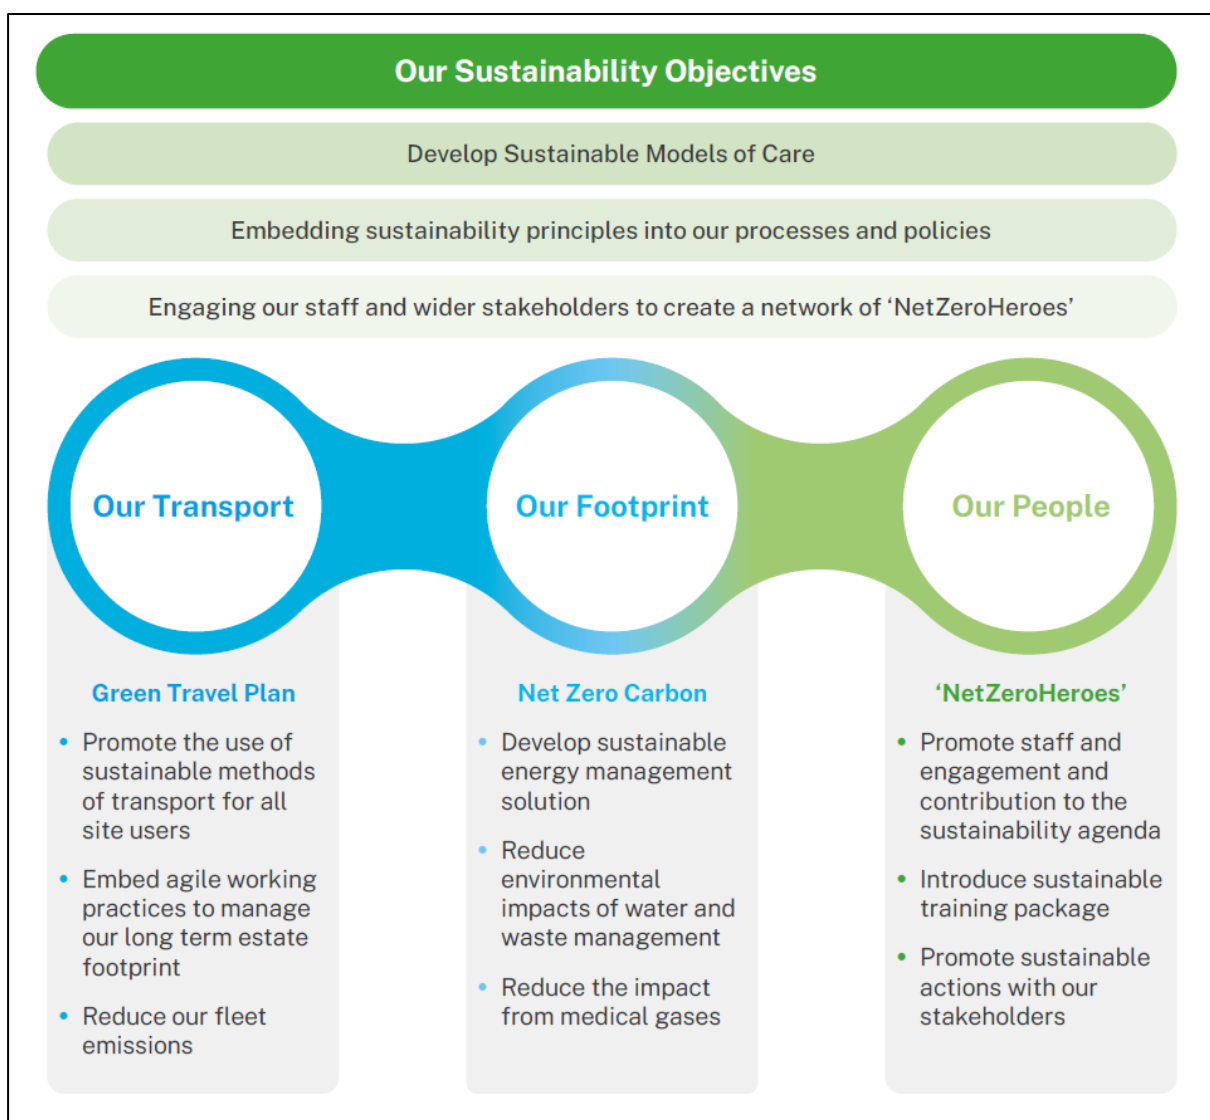 Our Sustainability Objectives
Develop Sustainable Models of Care
Embedding sustainability principles into our processes and policies
Engaging our staff and wider stakeholders to create a network of ‘NetZeroHeroes’
Our Transport
Our Footprint
Our People
Green Travel Plan
• Promote the use of
sustainable methods
of transport for all
site users
• Embed agile working
practices to manage
our long term estate
footprint
• Reduce our fleet
emissions
Net Zero Carbon
• Develop sustainable
energy management
solution
• Reduce
environmental
impacts of water and
waste management
• Reduce the impact
from medical gases
‘NetZeroHeroes’
• Promote staff and
engagement and
contribution to the
sustainability agenda
• Introduce sustainable
training package
• Promote sustainable
actions with our
stakeholders